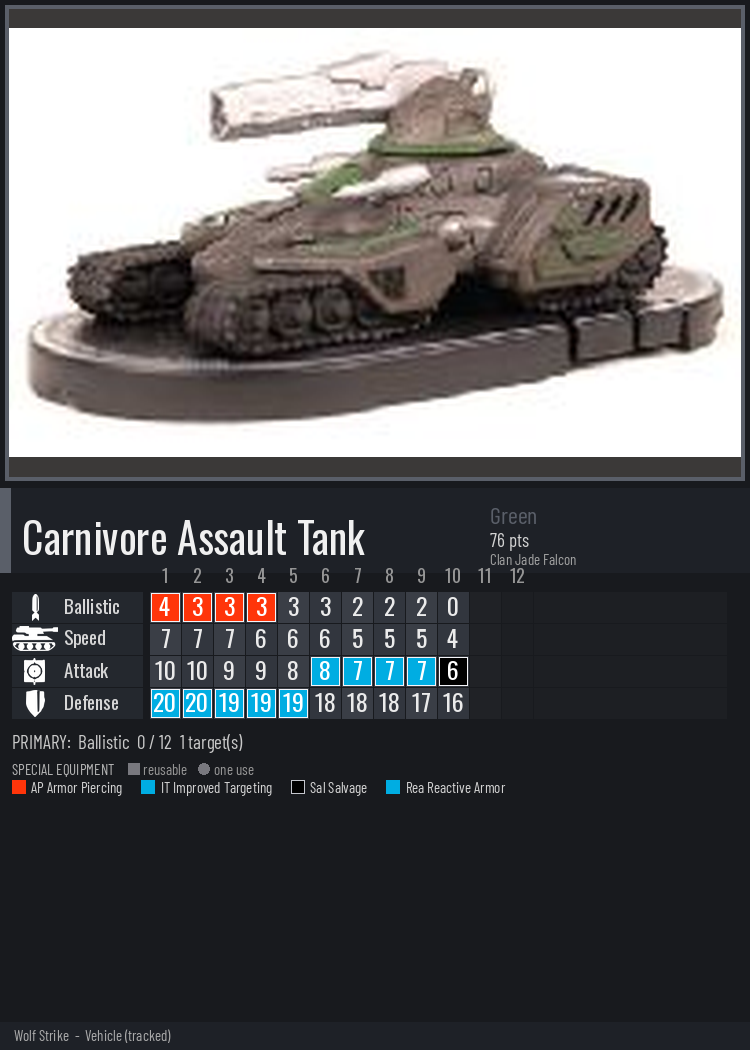 Carnivore Assault Tank
Green
76 pts
Clan Jade Falcon
1 2 3 4 5 6 7 8 9 10 11 12
Ballistic 4 3 3 3 3 3 2 2 2 0
Speed 7 7 7 6 6 6 5 5 5 4
Attack 10 10 9 9 8 8 7 7 7 6
Defense 20 20 19 19 19 18 18 18 17 16
PRIMARY: Ballistic 0 / 12 1 target(s)
SPECIAL EQUIPMENT reusable one use
AP Armor Piercing IT Improved Targeting Sal Salvage Rea Reactive Armor
Wolf Strike - Vehicle (tracked)